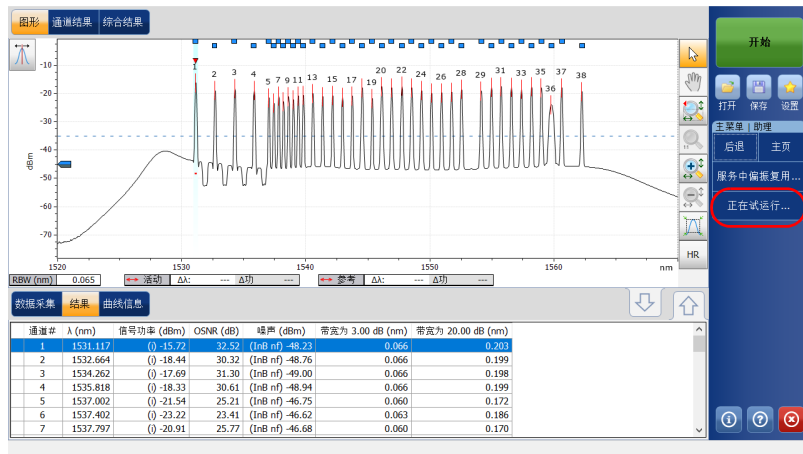 图形 通道结果 综合结果
开始
打开 保存 设置
主菜单 | 助理
后退 主页
服务中偏振复用...
正在试运行...
dBm
-10
-20
-30
-40
-50
-60
-70
1 2 3 4 5 7 9 11 13 15 17 19 20 22 24 26 28 29 31 33 35 36 37 38
1520 1530 1540 1550 1560 nm
HR
RBW (nm) 0.065 活动 Δλ: --- Δ功 --- 参考 Δλ: --- Δ功 ---
数据采集 结果 曲线信息
通道# λ (nm) 信号功率 (dBm) OSNR (dB) 噪声 (dBm) 带宽为 3.00 dB (nm) 带宽为 20.00 dB (nm)
1 1531.117 (i) -15.72 32.52 (InB nf) -48.23 0.066 0.203
2 1532.664 (i) -18.44 30.32 (InB nf) -48.76 0.066 0.199
3 1534.262 (i) -17.69 31.30 (InB nf) -49.00 0.066 0.198
4 1535.818 (i) -18.33 30.61 (InB nf) -48.94 0.066 0.199
5 1537.002 (i) -21.54 25.21 (InB nf) -46.75 0.060 0.172
6 1537.402 (i) -23.22 23.41 (InB nf) -46.62 0.063 0.186
7 1537.797 (i) -20.91 25.77 (InB nf) -46.68 0.060 0.170